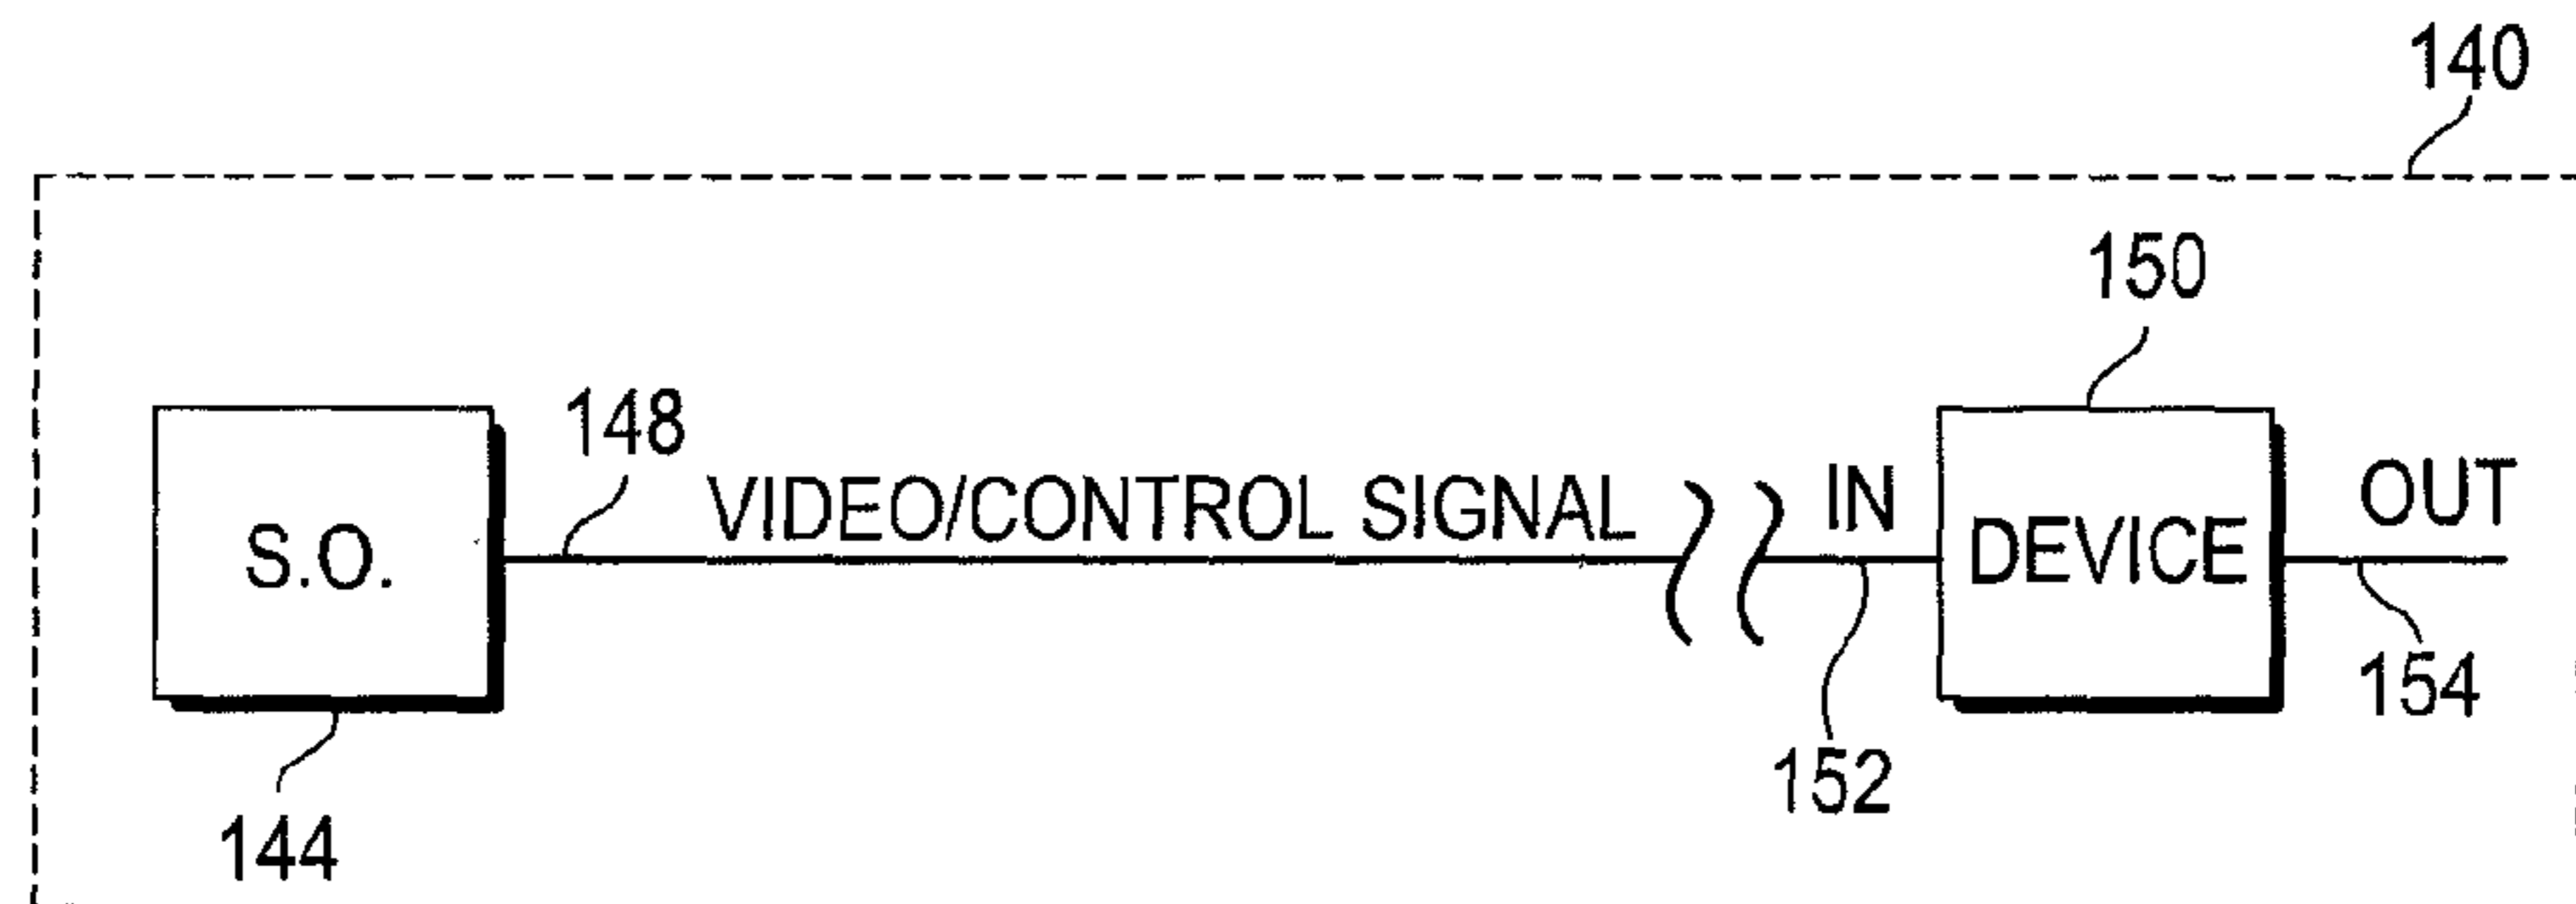 140
150
148
VIDEO/CONTROL SIGNAL
IN
OUT
S.O.
DEVICE
154
152
144